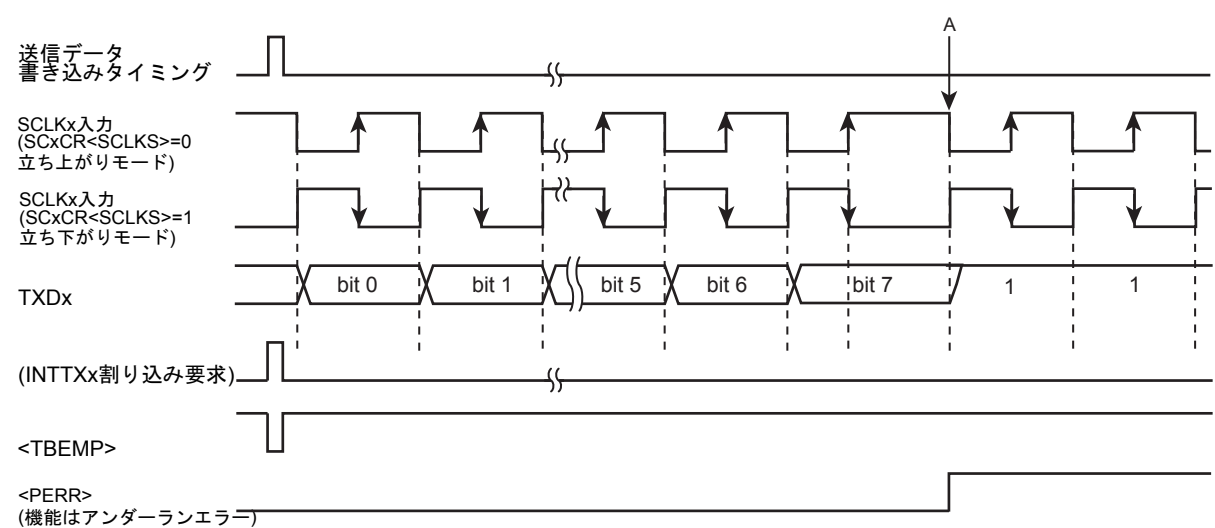 A
送信データ
書き込みタイミング
SCLKx入力
(SCxCR<SCLKS>=0
立ち上がりモード)
SCLKx入力
(SCxCR<SCLKS>=1
立ち下がりモード)
TXDx
bit 0
bit 1
bit 5
bit 6
bit 7
1
1
(INTTXx割り込み要求)
<TBEMP>
<PERR>
(機能はアンダーランエラー)